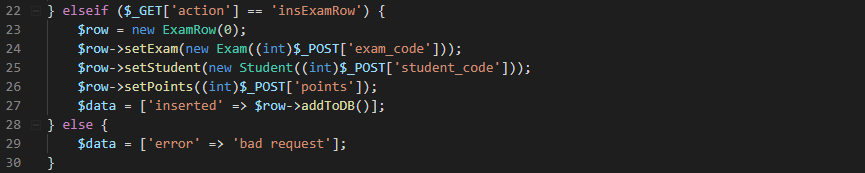 22 } elseif ($_GET['action'] == 'insExamRow') {
23 $row = new ExamRow(0);
24 $row->setExam(new Exam((int)$_POST['exam_code']));
25 $row->setStudent(new Student((int)$_POST['student_code']));
26 $row->setPoints((int)$_POST['points']);
27 $data = ['inserted' => $row->addToDB()];
28 } else {
29 $data = ['error' => 'bad request'];
30 }